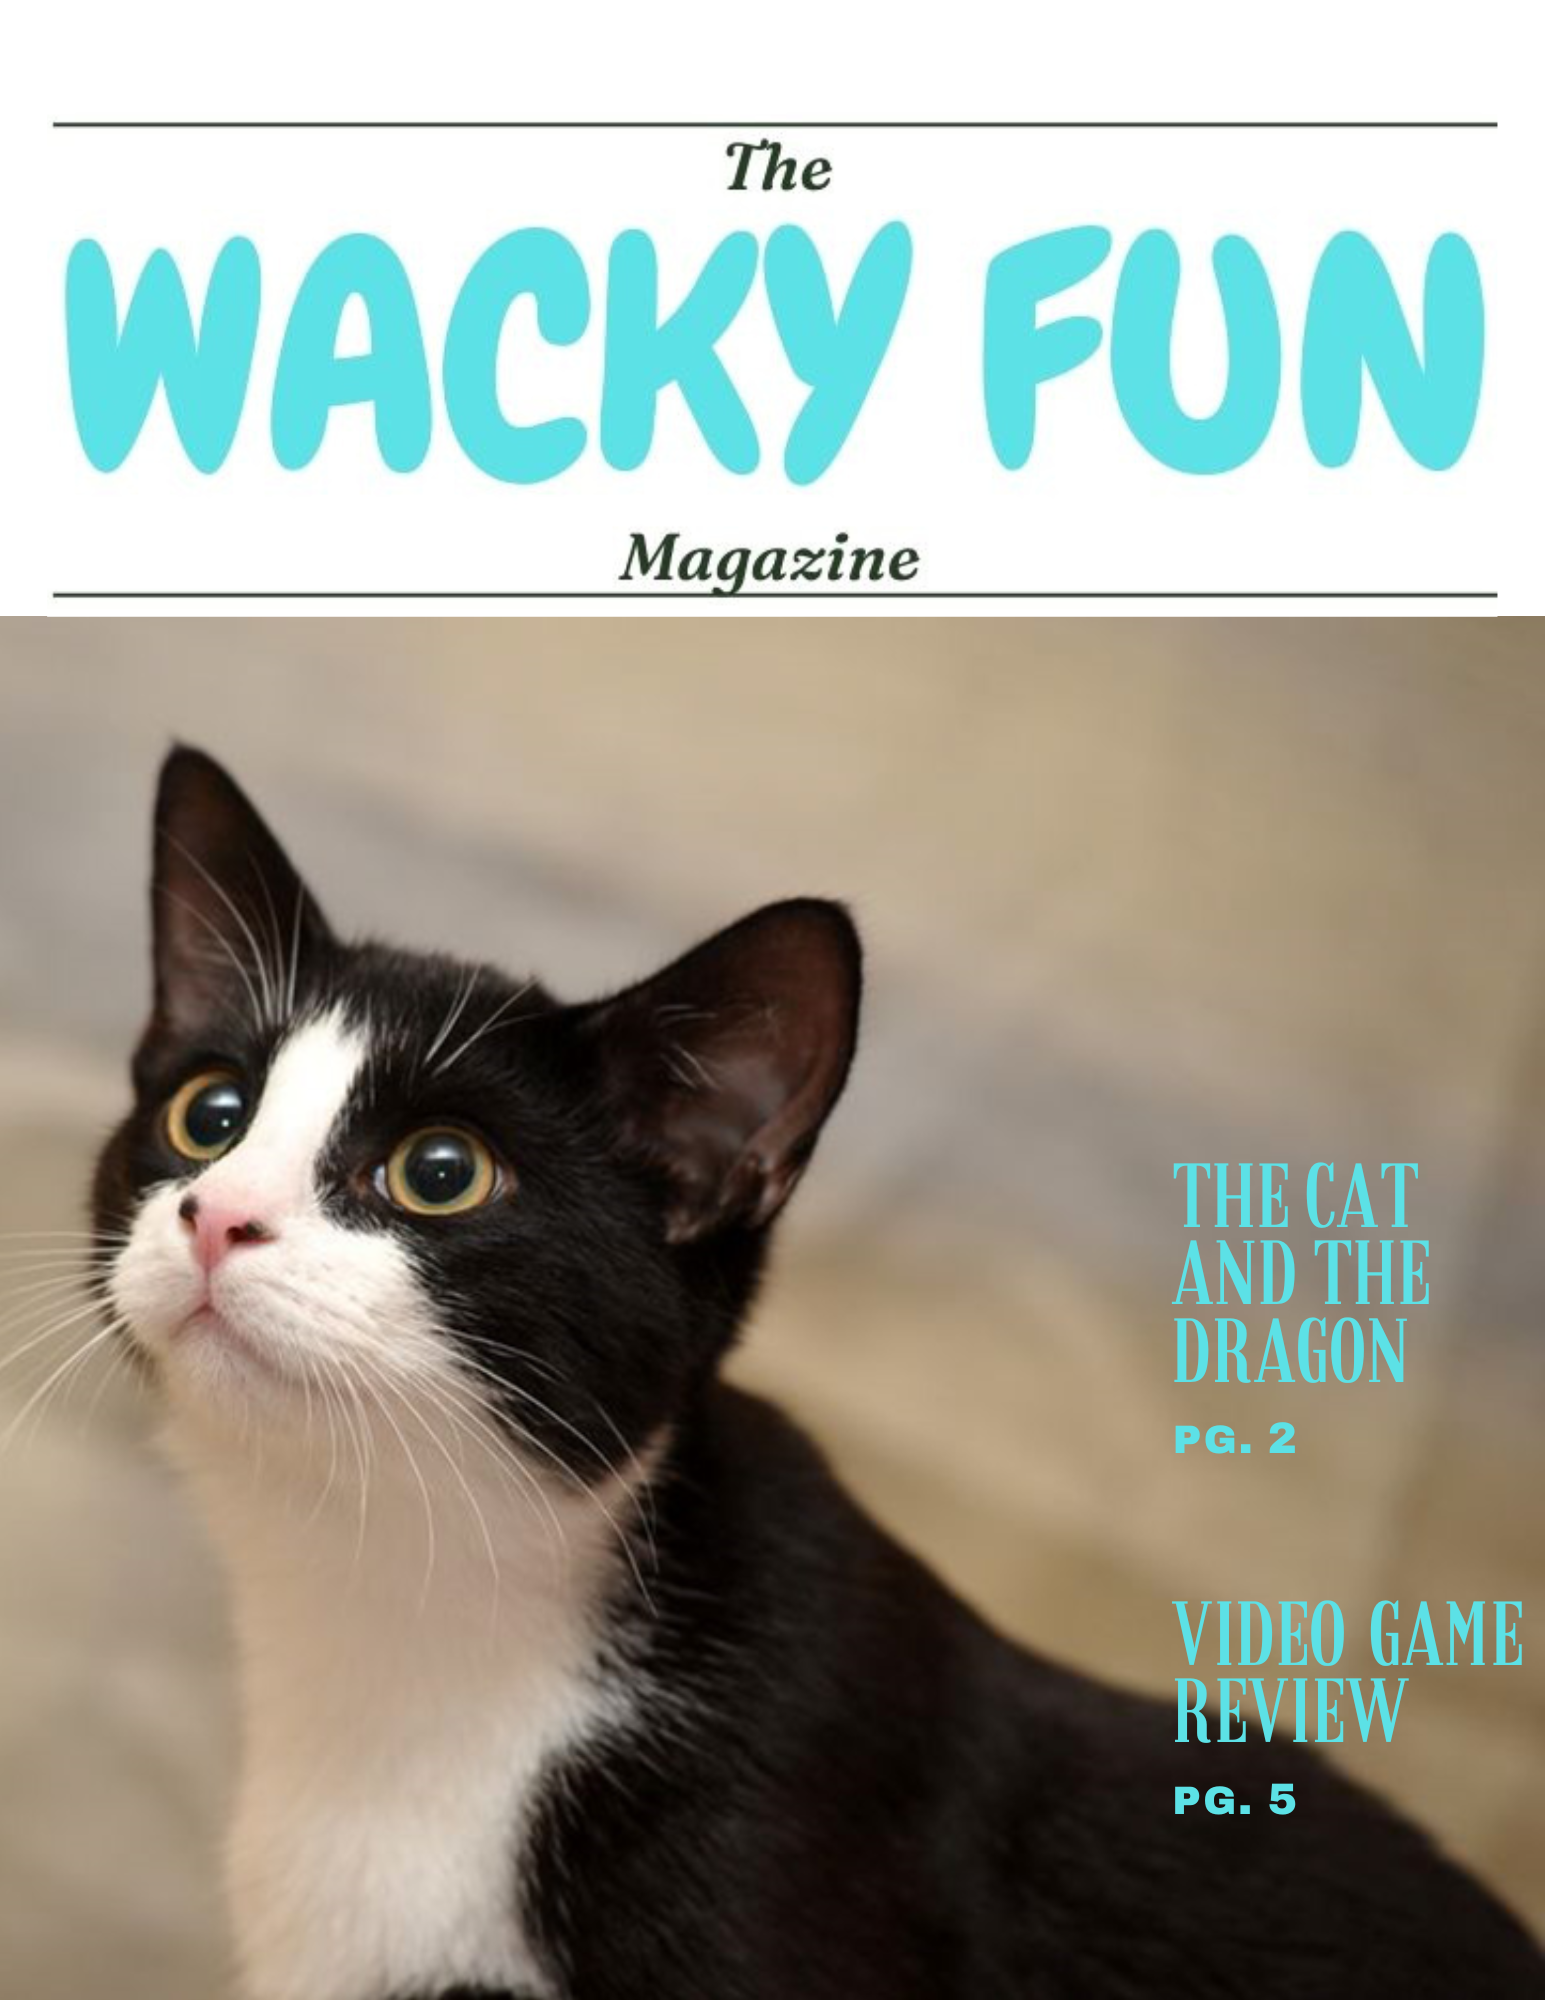 The
WACKY FUN
Magazine
THE CAT
AND THE
DRAGON
PG. 2
VIDEO GAME
REVIEW
PG. 5